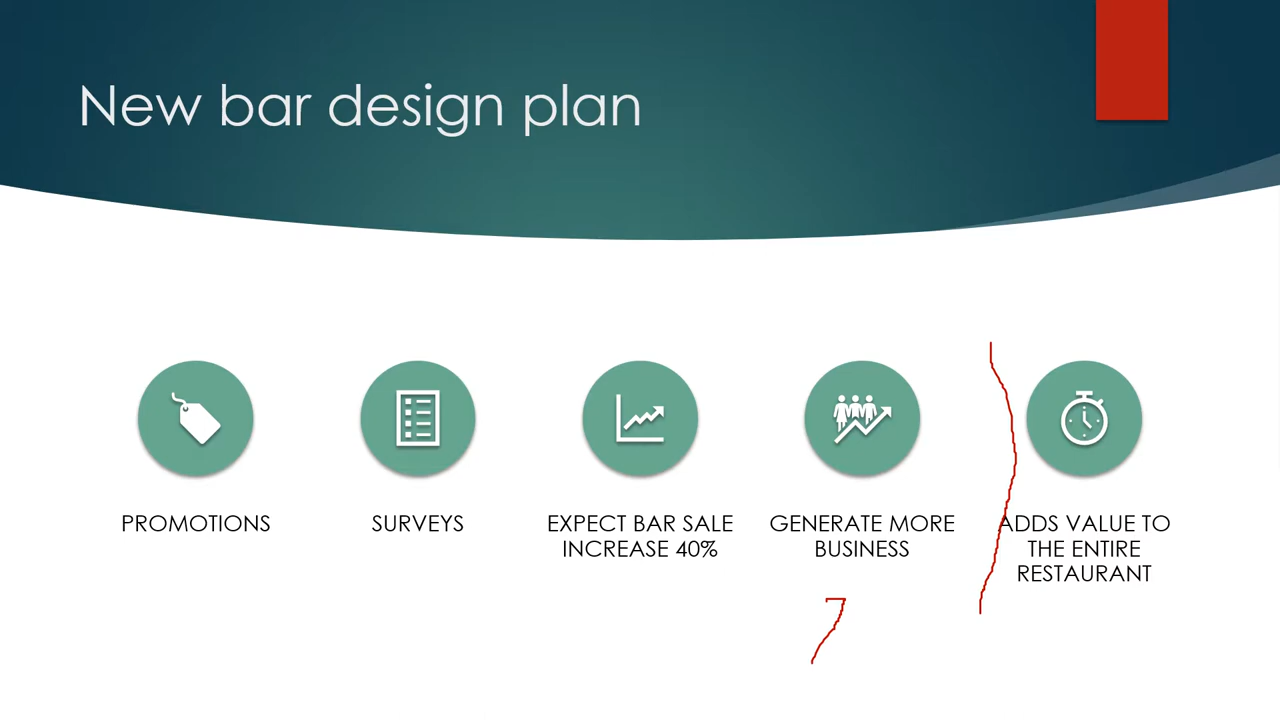 New bar design plan
PROMOTIONS
SURVEYS
EXPECT BAR SALE
INCREASE 40%
GENERATE MORE
BUSINESS
ADDS VALUE TO
THE ENTIRE
RESTAURANT